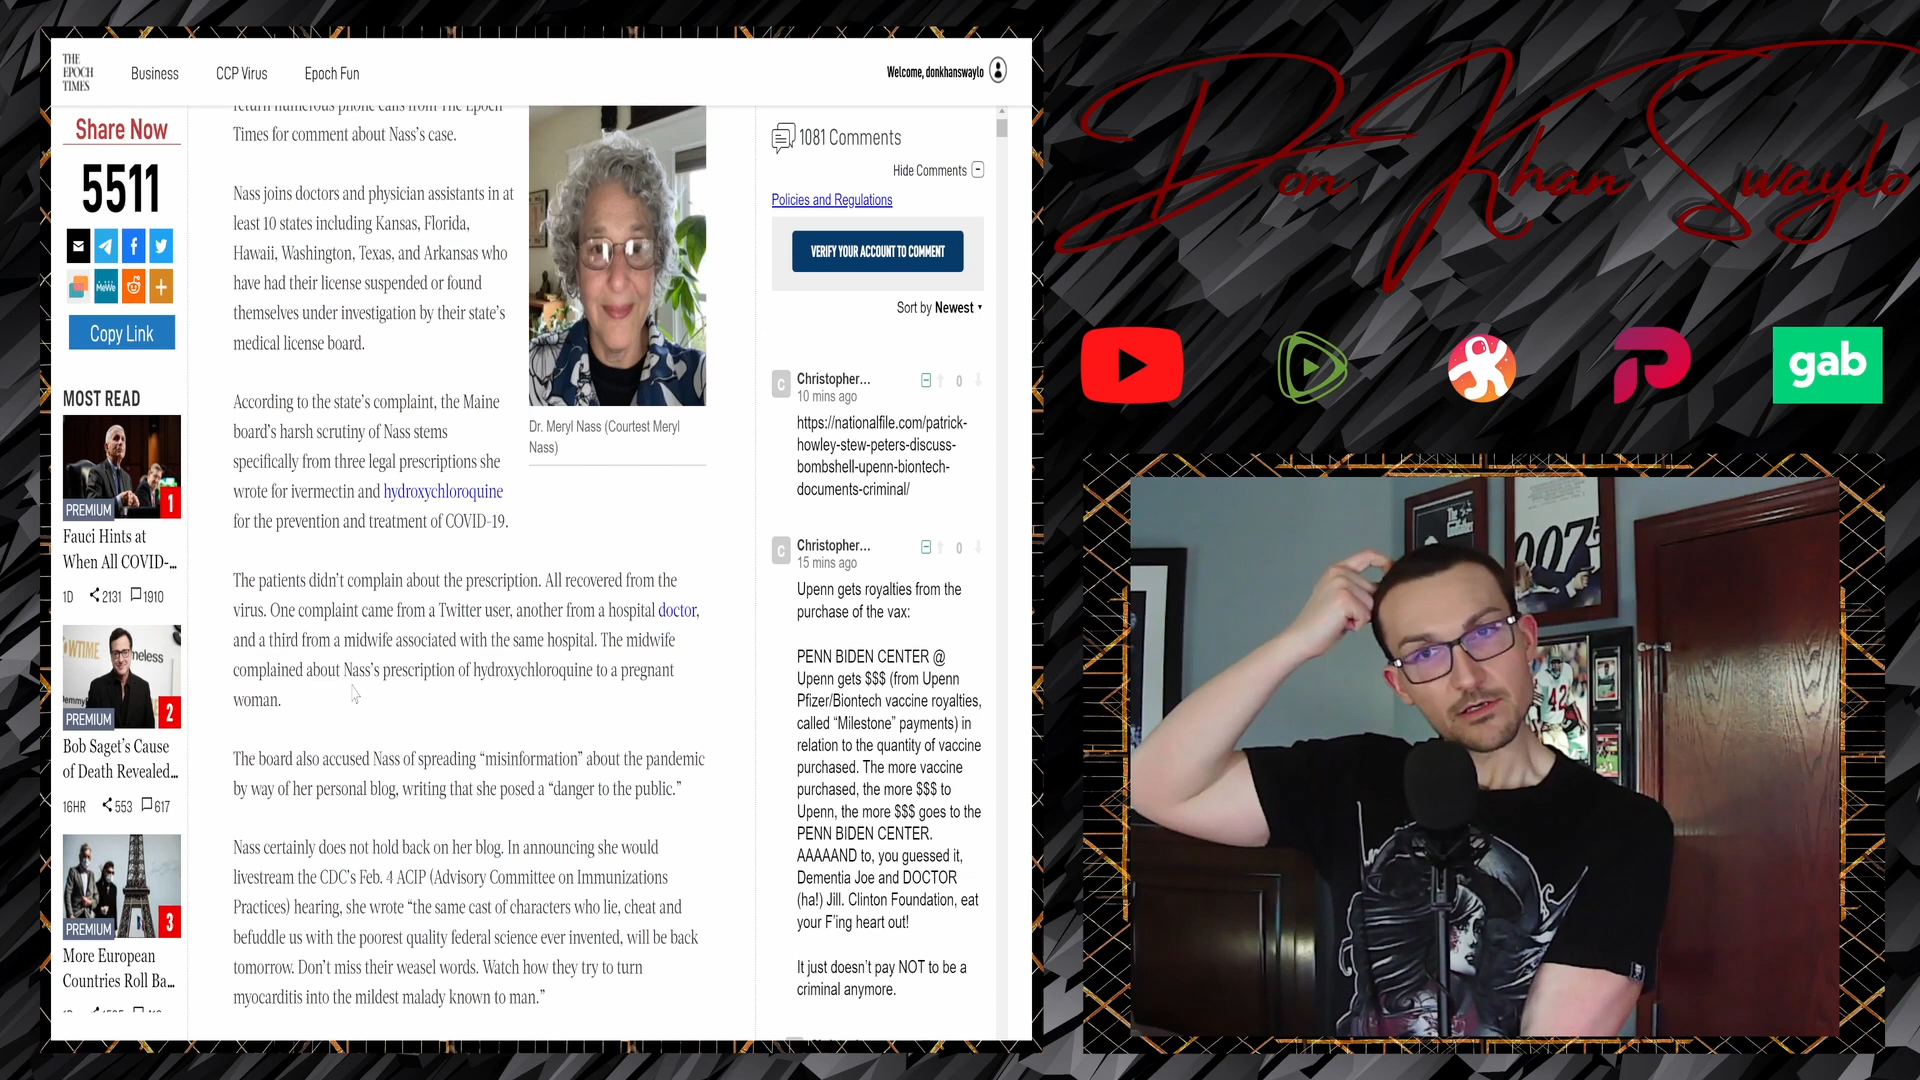 THE
EPOCH
TIMES
Business
CCP Virus
Epoch Fun
Welcome, donkhanswaylo
Share Now
5511
MeWe
Copy Link
MOST READ
PREMIUM
1
Fauci Hints at
When All COVID-...
1D
2131
1910
PREMIUM
2
Bob Saget's Cause
of Death Revealed...
16HR
553
617
PREMIUM
3
More European
Countries Roll Ba...
return numerous phone calls from The Epoch
Times for comment about Nass's case.
Nass joins doctors and physician assistants in at
least 10 states including Kansas, Florida,
Hawaii, Washington, Texas, and Arkansas who
have had their license suspended or found
themselves under investigation by their state's
medical license board.
According to the state's complaint, the Maine
board's harsh scrutiny of Nass stems
specifically from three legal prescriptions she
wrote for ivermectin and hydroxychloroquine
for the prevention and treatment of COVID-19.
Dr. Meryl Nass (Courtest Meryl
Nass)
The patients didn't complain about the prescription. All recovered from the
virus. One complaint came from a Twitter user, another from a hospital doctor,
and a third from a midwife associated with the same hospital. The midwife
complained about Nass's prescription of hydroxychloroquine to a pregnant
woman.
The board also accused Nass of spreading “misinformation” about the pandemic
by way of her personal blog, writing that she posed a “danger to the public.”
Nass certainly does not hold back on her blog. In announcing she would
livestream the CDC's Feb. 4 ACIP (Advisory Committee on Immunizations
Practices) hearing, she wrote “the same cast of characters who lie, cheat and
befuddle us with the poorest quality federal science ever invented, will be back
tomorrow. Don't miss their weasel words. Watch how they try to turn
myocarditis into the mildest malady known to man.”
1081 Comments
Hide Comments
Policies and Regulations
VERIFY YOUR ACCOUNT TO COMMENT
Sort by Newest
C
Christopher...
0
10 mins ago
https://nationalfile.com/patrick-
howley-stew-peters-discuss-
bombshell-upenn-biontech-
documents-criminal/
C
Christopher...
0
15 mins ago
Upenn gets royalties from the
purchase of the vax:
PENN BIDEN CENTER @
Upenn gets $$$ (from Upenn
Pfizer/Biontech vaccine royalties,
called “Milestone” payments) in
relation to the quantity of vaccine
purchased. The more vaccine
purchased, the more $$$ to
Upenn, the more $$$ goes to the
PENN BIDEN CENTER.
AAAAAND to, you guessed it,
Dementia Joe and DOCTOR
(ha!) Jill. Clinton Foundation, eat
your F'ing heart out!
It just doesn't pay NOT to be a
criminal anymore.
Don Khan Swaylo
gab
007
42